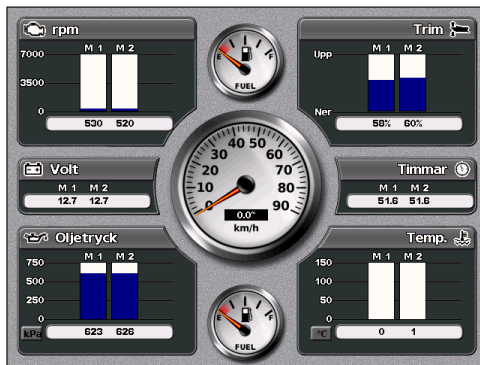 rpm
M 1 M 2
7000
3500
0
530 520
E F
FUEL
Trim
M 1 M 2
Upp
Ner
58% 60%
Volt
M 1 M 2
12.7 12.7
0 10 20 30 40 50 60 70 80 90
0.0
km/h
Timmar
M 1 M 2
51.6 51.6
Oljetryck
M 1 M 2
750
500
250
0
kPa
623 626
E F
FUEL
Temp.
M 1 M 2
150
100
50
0
°C
0 1